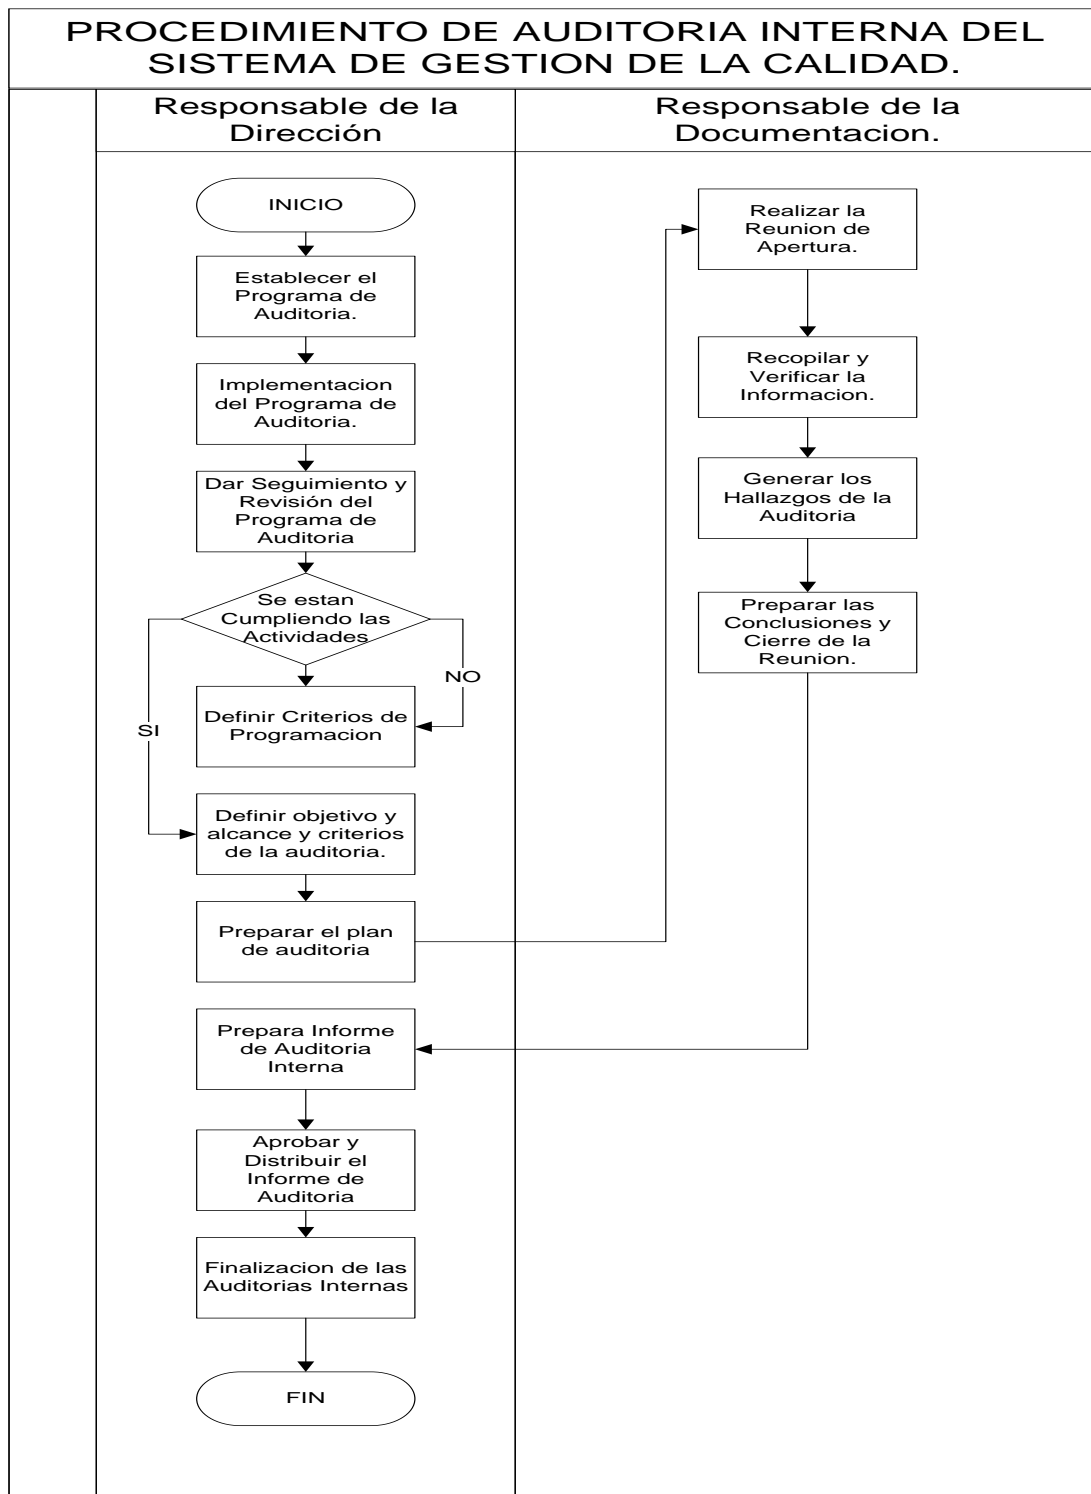 PROCEDIMIENTO DE AUDITORIA INTERNA DEL
SISTEMA DE GESTION DE LA CALIDAD.
Responsable de la
Dirección
Responsable de la
Documentacion.
INICIO
Establecer el
Programa de
Auditoria.
Implementacion
del Programa de
Auditoria.
Dar Seguimiento y
Revisión del
Programa de
Auditoria
Se estan
Cumpliendo las
Actividades
NO
SI
Definir Criterios de
Programacion
Definir objetivo y
alcance y criterios
de la auditoria.
Preparar el plan
de auditoria
Realizar la
Reunion de
Apertura.
Recopilar y
Verificar la
Informacion.
Generar los
Hallazgos de la
Auditoria
Preparar las
Conclusiones y
Cierre de la
Reunion.
Prepara Informe
de Auditoria
Interna
Aprobar y
Distribuir el
Informe de
Auditoria
Finalizacion de las
Auditorias Internas
FIN